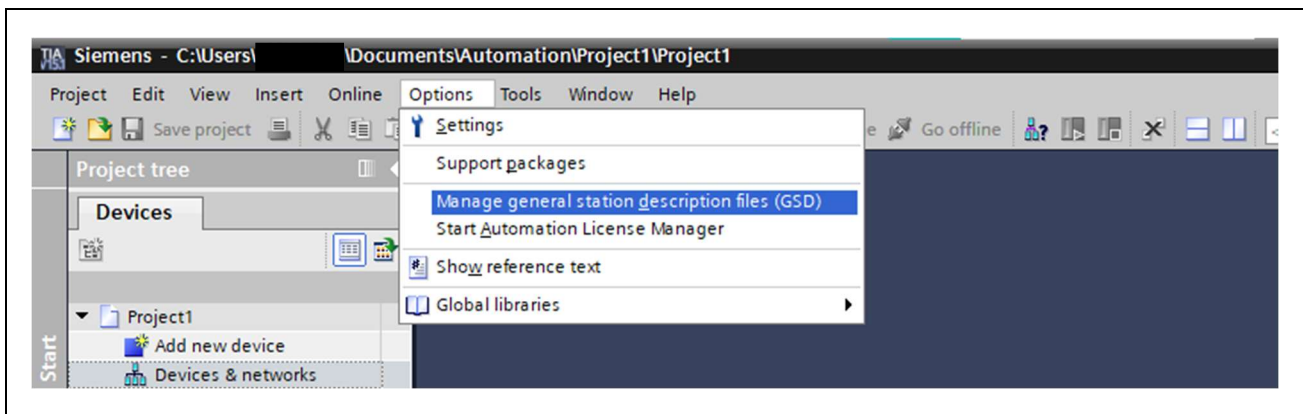 Siemens - C:\Users\ \Documents\Automation\Project1\Project1
Project Edit View Insert Online Options Tools Window Help
Save project Go offline
Settings
Project tree
Support packages
Devices
Manage general station description files (GSD)
Start Automation License Manager
Show reference text
Global libraries
Project1
Add new device
Devices & networks
Start